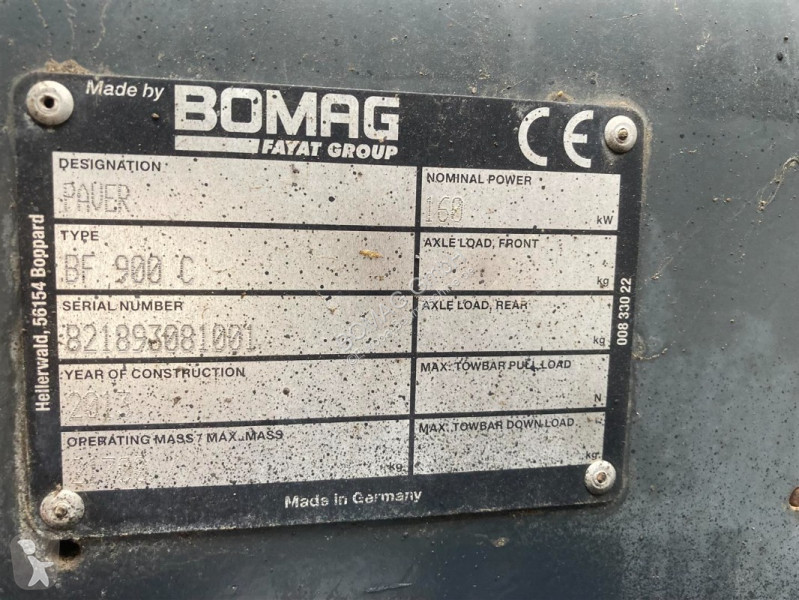 Made by BOMAG
FAYAT GROUP
CE
DESIGNATION
PAVER
NOMINAL POWER
160 kW
TYPE
BF 900 C
AXLE LOAD, FRONT
kg
SERIAL NUMBER
821893081001
AXLE LOAD, REAR
kg
YEAR OF CONSTRUCTION
MAX. TOWBAR PULL LOAD
N
OPERATING MASS / MAX. MASS
kg
MAX. TOWBAR DOWN LOAD
kg
Made in Germany
Hellerwald, 56154 Boppard
008 330 22